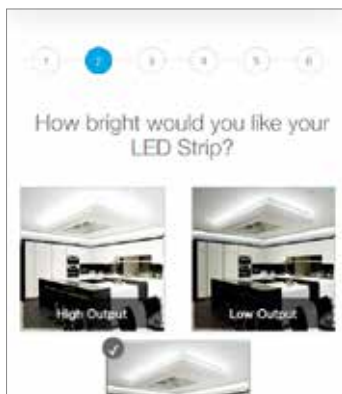 1 2 3 4 5 6
How bright would you like your
LED Strip?
High Output
Low Output